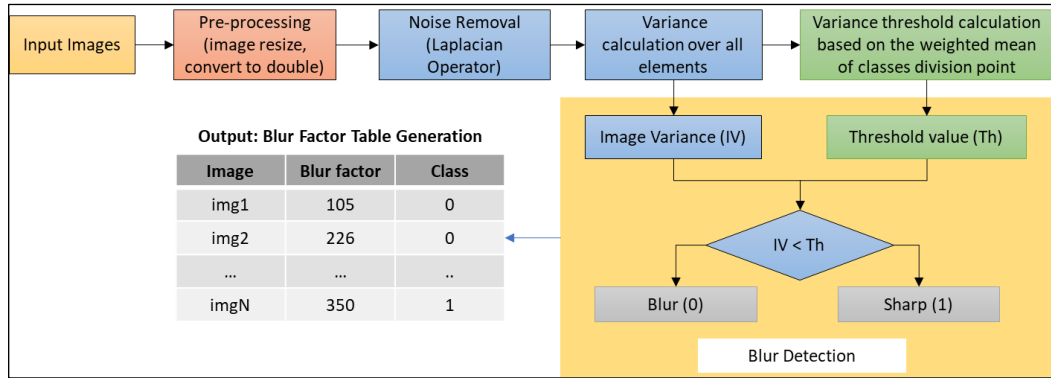 Input Images
Pre-processing
(image resize,
convert to double)
Noise Removal
(Laplacian
Operator)
Variance
calculation over all
elements
Variance threshold calculation
based on the weighted mean
of classes division point
Output: Blur Factor Table Generation
Image Blur factor Class
img1 105 0
img2 226 0
... ... ..
imgN 350 1
Image Variance (IV)
Threshold value (Th)
IV < Th
Blur (0)
Sharp (1)
Blur Detection